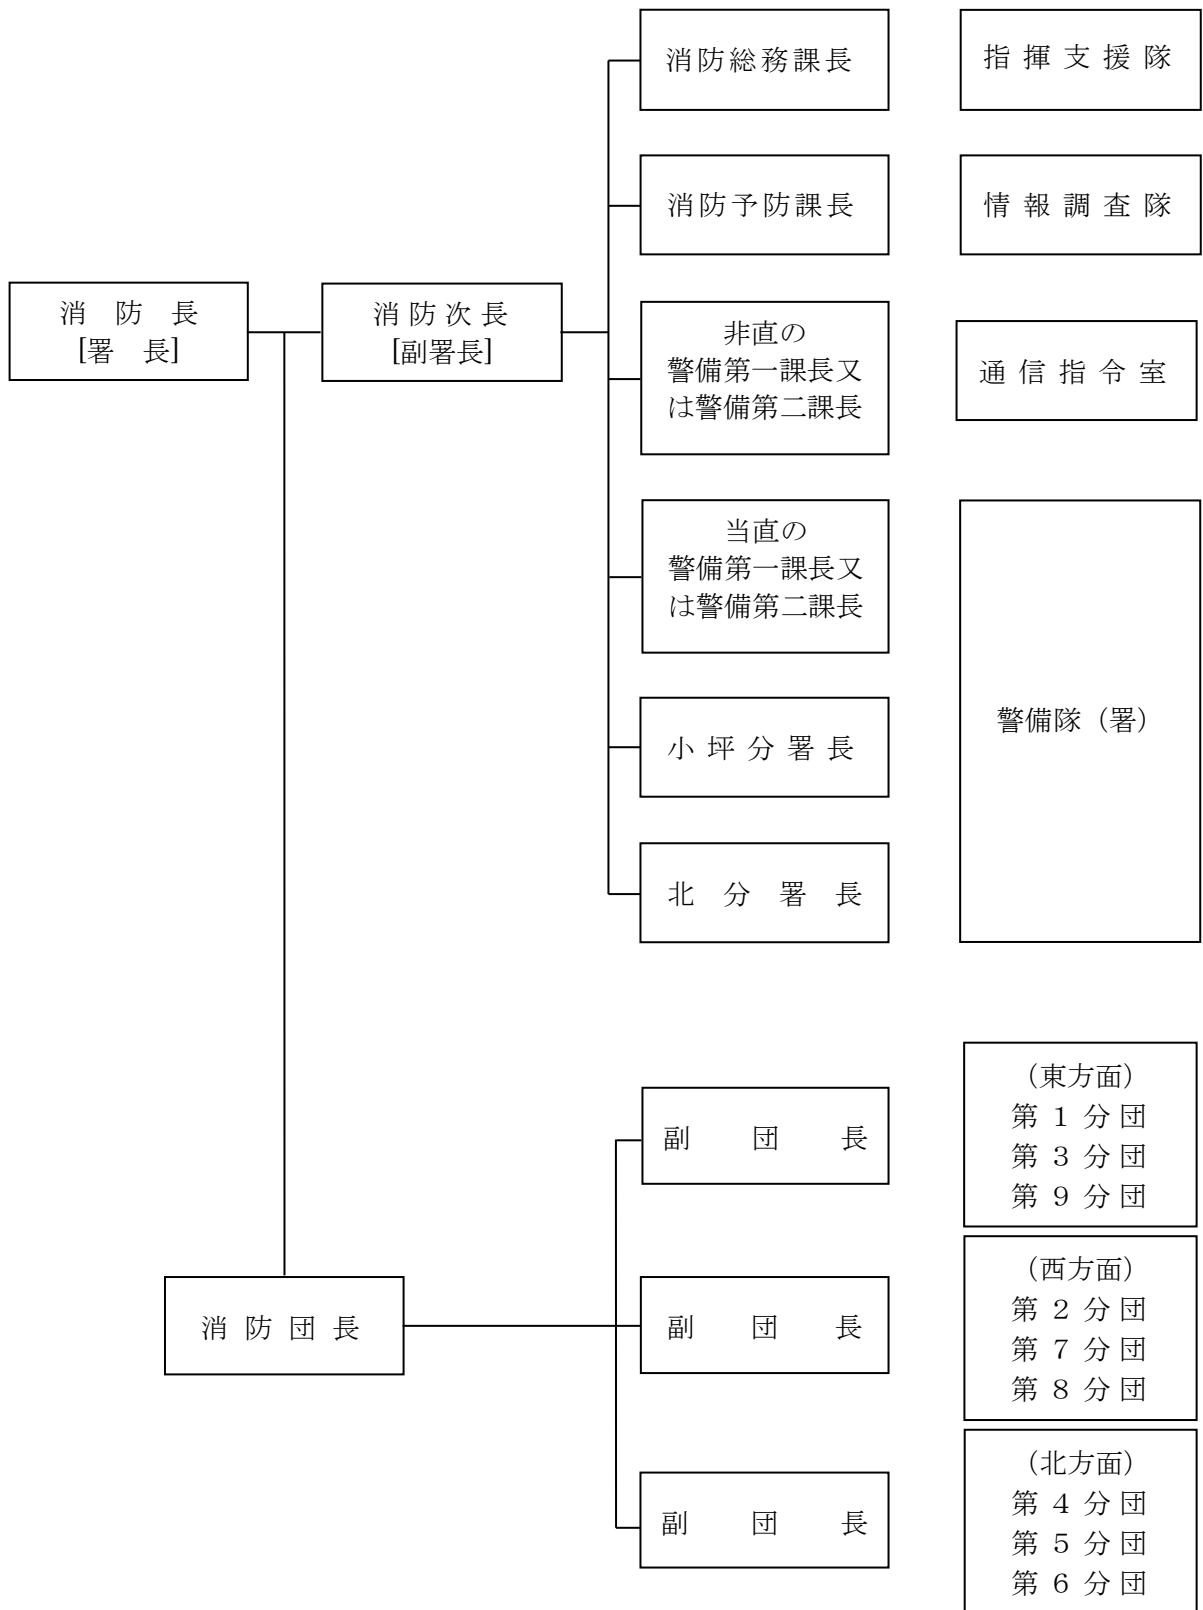 消防総務課長
指揮支援隊
消防予防課長
情報調査隊
消防長
[署　長]
消防次長
[副署長]
非直の
警備第一課長又
は警備第二課長
通信指令室
当直の
警備第一課長又
は警備第二課長
警備隊（署）
小坪分署長
北分署長
消防団長
副団長
（東方面）
第１分団
第３分団
第９分団
副団長
（西方面）
第２分団
第７分団
第８分団
副団長
（北方面）
第４分団
第５分団
第６分団